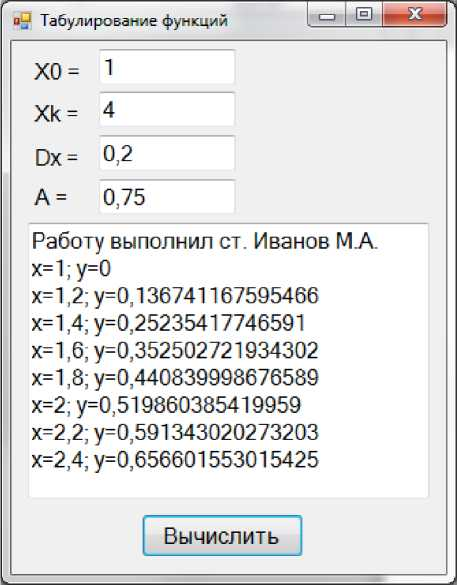 Табулирование функций
X0 = 1
Xk = 4
Dx = 0,2
A = 0,75
Работу выполнил ст. Иванов М.А.
x=1; y=0
x=1,2; y=0,136741167595466
x=1,4; y=0,25235417746591
x=1,6; y=0,352502721934302
x=1,8; y=0,440839998676589
x=2; y=0,519860385419959
x=2,2; y=0,591343020273203
x=2,4; y=0,656601553015425
Вычислить